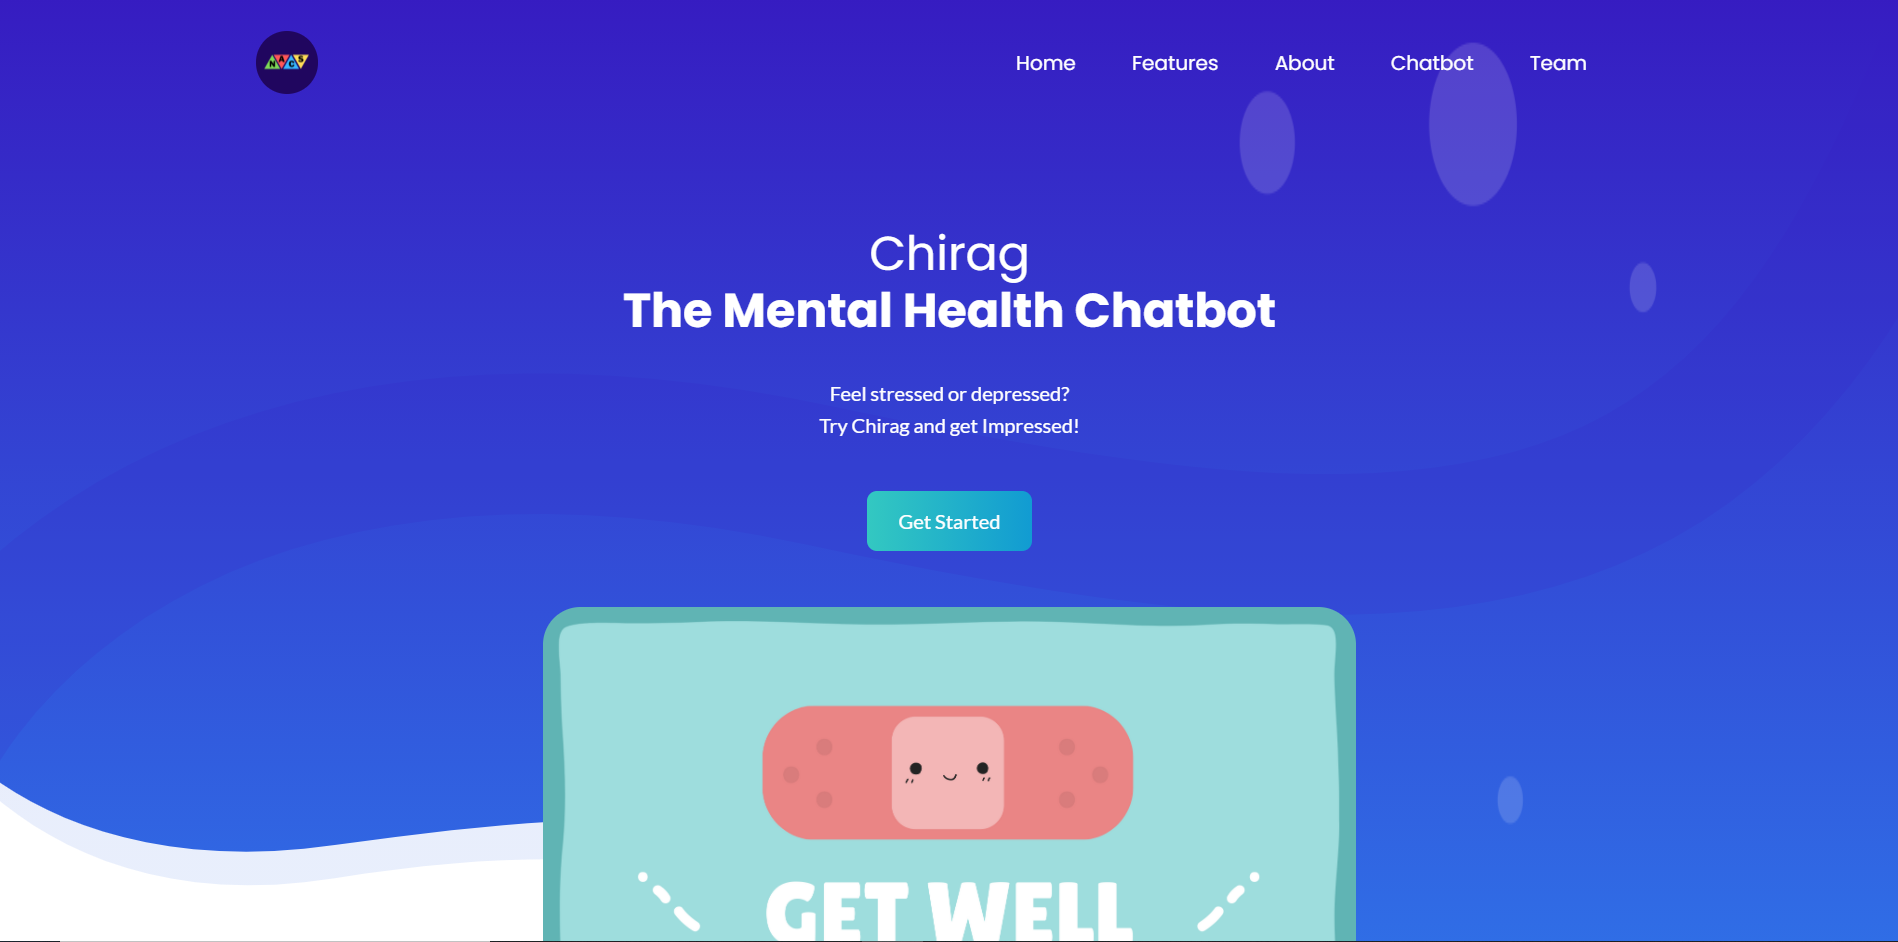 NACS
Home Features About Chatbot Team
Chirag
The Mental Health Chatbot
Feel stressed or depressed?
Try Chirag and get Impressed!
Get Started
GET WELL